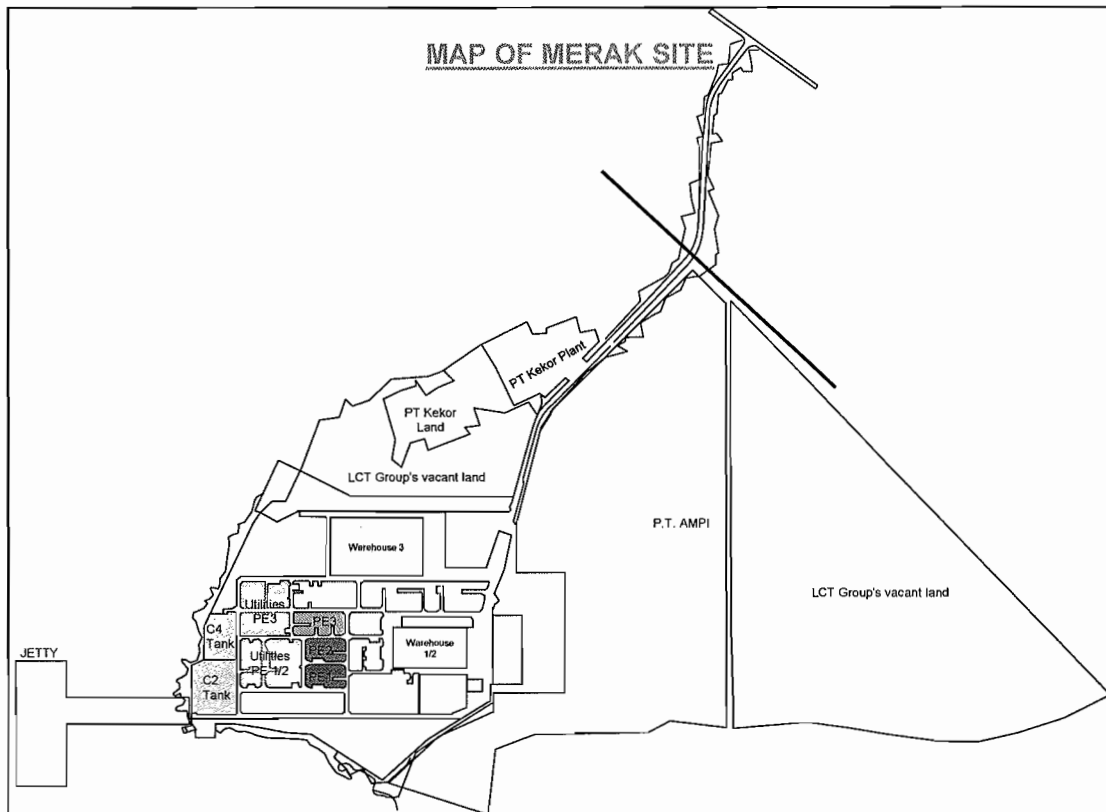 MAP OF MERAK SITE
PT Kekor Plant
PT Kekor
Land
LCT Group's vacant land
P.T. AMPI
Warehouse 3
LCT Group's vacant land
Utilities
PE3
PE3
C4
Tank
Warehouse
1/2
PE2
Utilities
PE 1/2
JETTY
PE1
C2
Tank